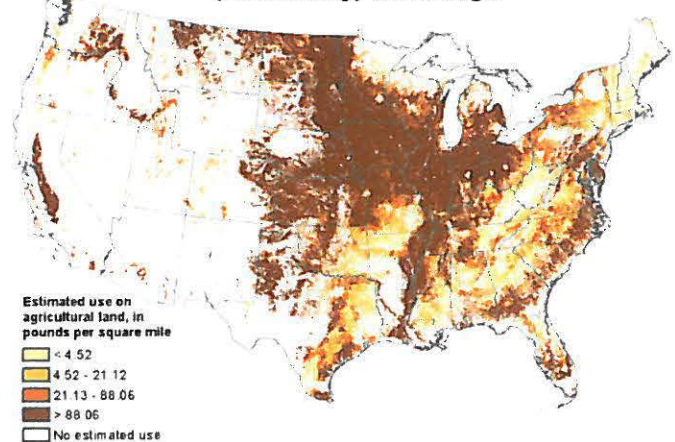 Estimated use on
agricultural land, in
pounds per square mile
< 4.52
4.52 - 21.12
21.13 - 88.06
> 88.06
No estimated use